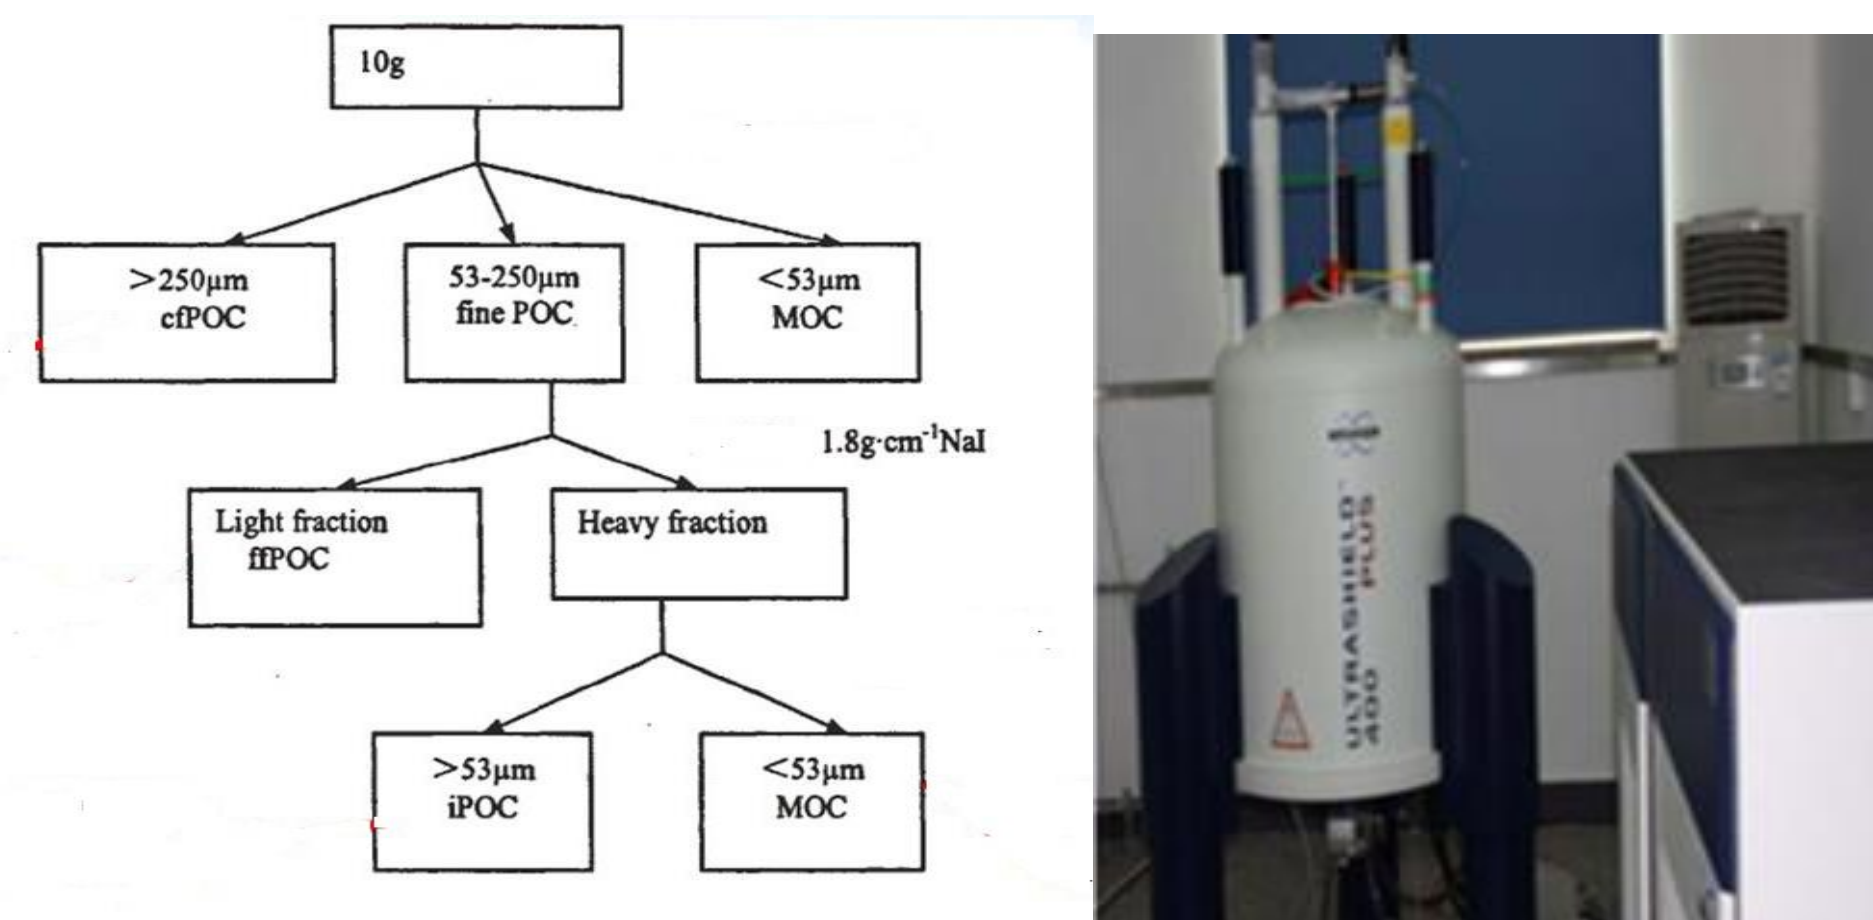 10g
>250μm
cfPOC
53-250μm
fine POC
<53μm
MOC
1.8g·cm⁻¹NaI
Light fraction
ffPOC
Heavy fraction
>53μm
iPOC
<53μm
MOC
ULTRASHIELD™
PLUS
400